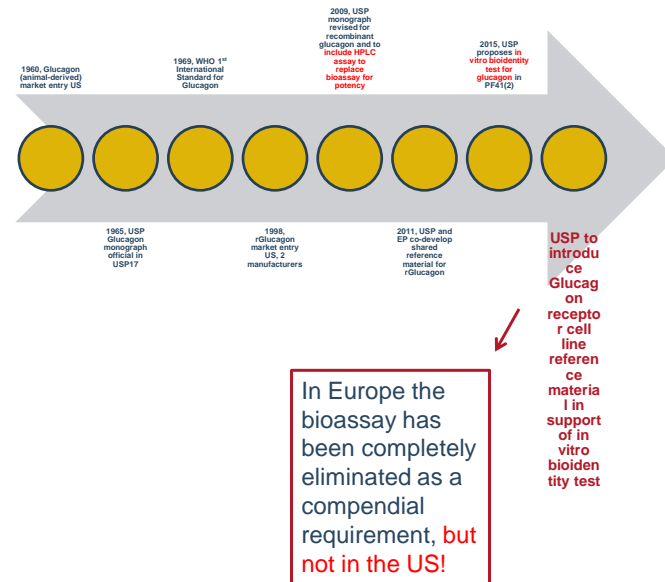 1960, Glucagon
(animal-derived)
market entry US
1965, USP
Glucagon
monograph
official in
USP17
1969, WHO 1st
International
Standard for
Glucagon
1998,
rGlucagon
market entry
US, 2
manufacturers
2009, USP
monograph
revised for
recombinant
glucagon and to
include HPLC
assay to
replace
bioassay for
potency
2011, USP and
EP co-develop
shared
reference
material for
rGlucagon
2015, USP
proposes in
vitro bioidentity
test for
glucagon in
PF41(2)
USP to
introdu
ce
Glucag
on
recepto
r cell
line
referen
ce
materia
l in
support
of in
vitro
bioiden
tity test
In Europe the
bioassay has
been completely
eliminated as a
compendial
requirement, but
not in the US!